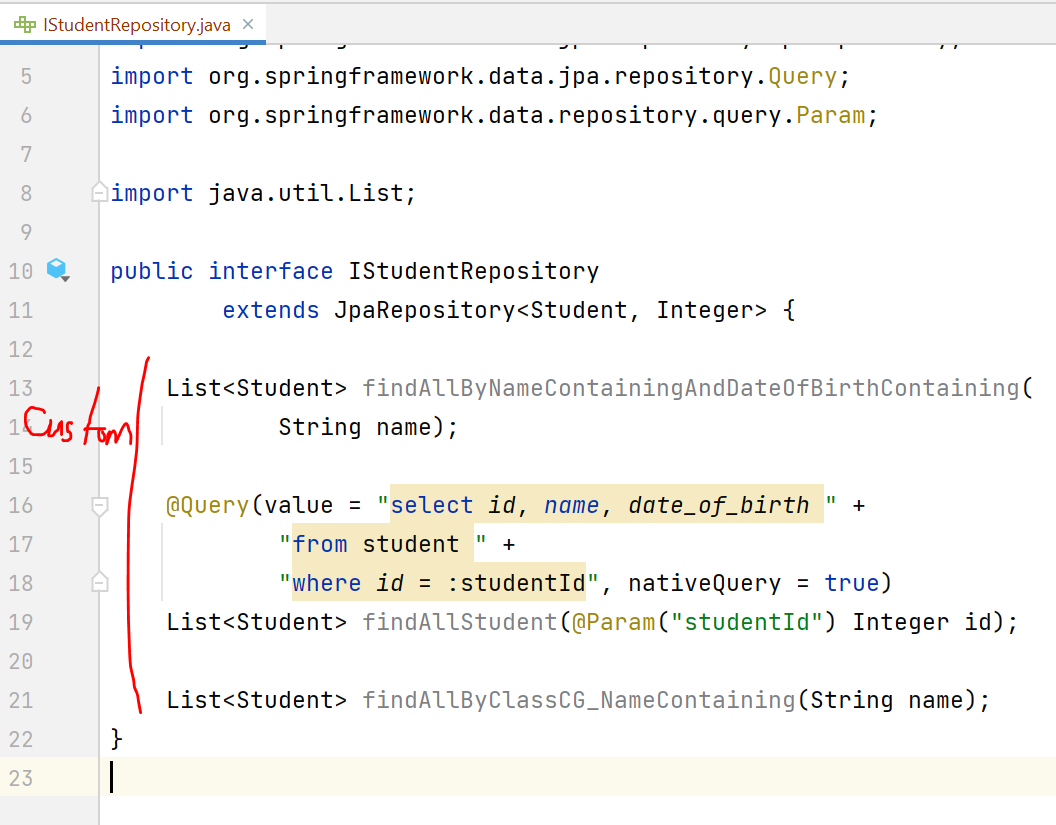 IStudentRepository.java
5 import org.springframework.data.jpa.repository.Query;
6 import org.springframework.data.repository.query.Param;
7
8 import java.util.List;
9
10 public interface IStudentRepository
11 extends JpaRepository<Student, Integer> {
12
13 List<Student> findAllByNameContainingAndDateOfBirthContaining(
14 String name);
Custom
15
16 @Query(value = "select id, name, date_of_birth " +
17 "from student " +
18 "where id = :studentId", nativeQuery = true)
19 List<Student> findAllStudent(@Param("studentId") Integer id);
20
21 List<Student> findAllByClassCG_NameContaining(String name);
22 }
23